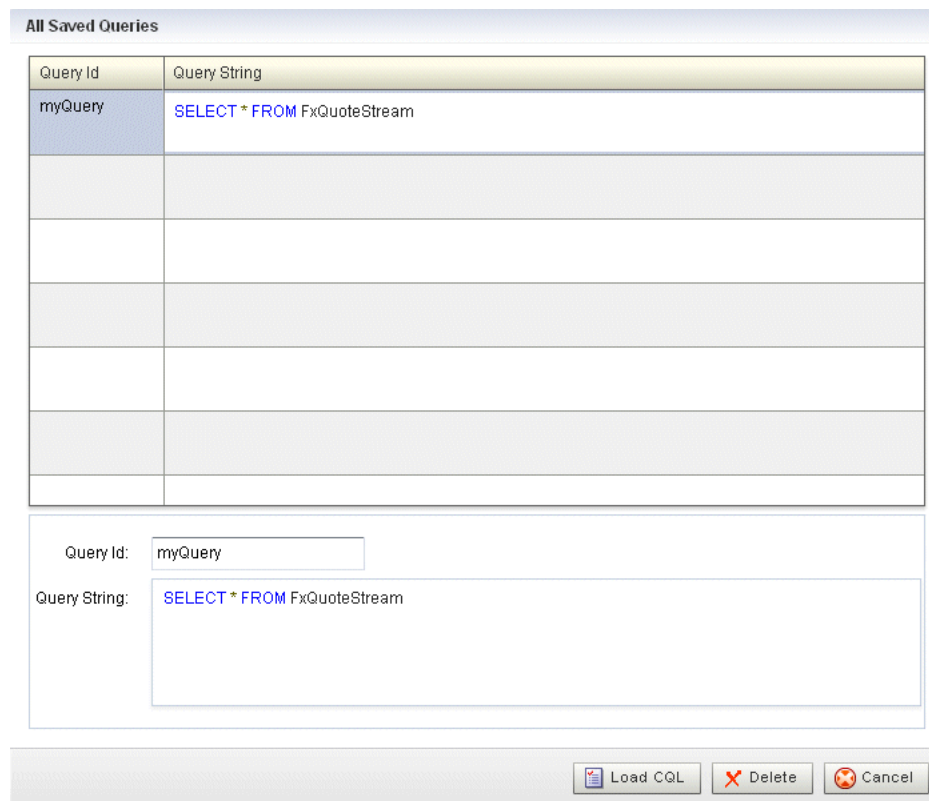 All Saved Queries
Query Id Query String
myQuery SELECT * FROM FxQuoteStream
Query Id: myQuery
Query String: SELECT * FROM FxQuoteStream
Load CQL Delete Cancel